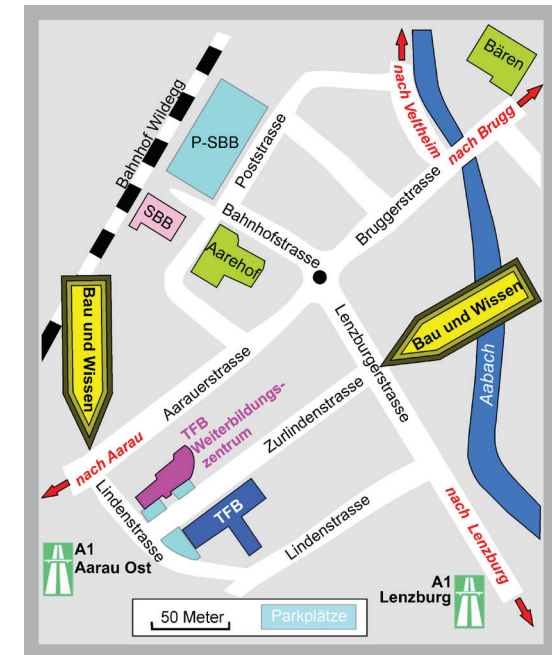 Bahnhof Wildegg
P-SBB
Poststrasse
nach Veltheim
Bären
nach Brugg
SBB
Bahnhofstrasse
Bruggerstrasse
Aarehof
Bau und Wissen
Bau und Wissen
Lenzburgerstrasse
Aabach
Aarauerstrasse
Zurlindenstrasse
TFB
Weiterbildungs-
zentrum
nach Aarau
Lindenstrasse
TFB
Lindenstrasse
nach Lenzburg
A1
Aarau Ost
A1
Lenzburg
50 Meter
Parkplätze